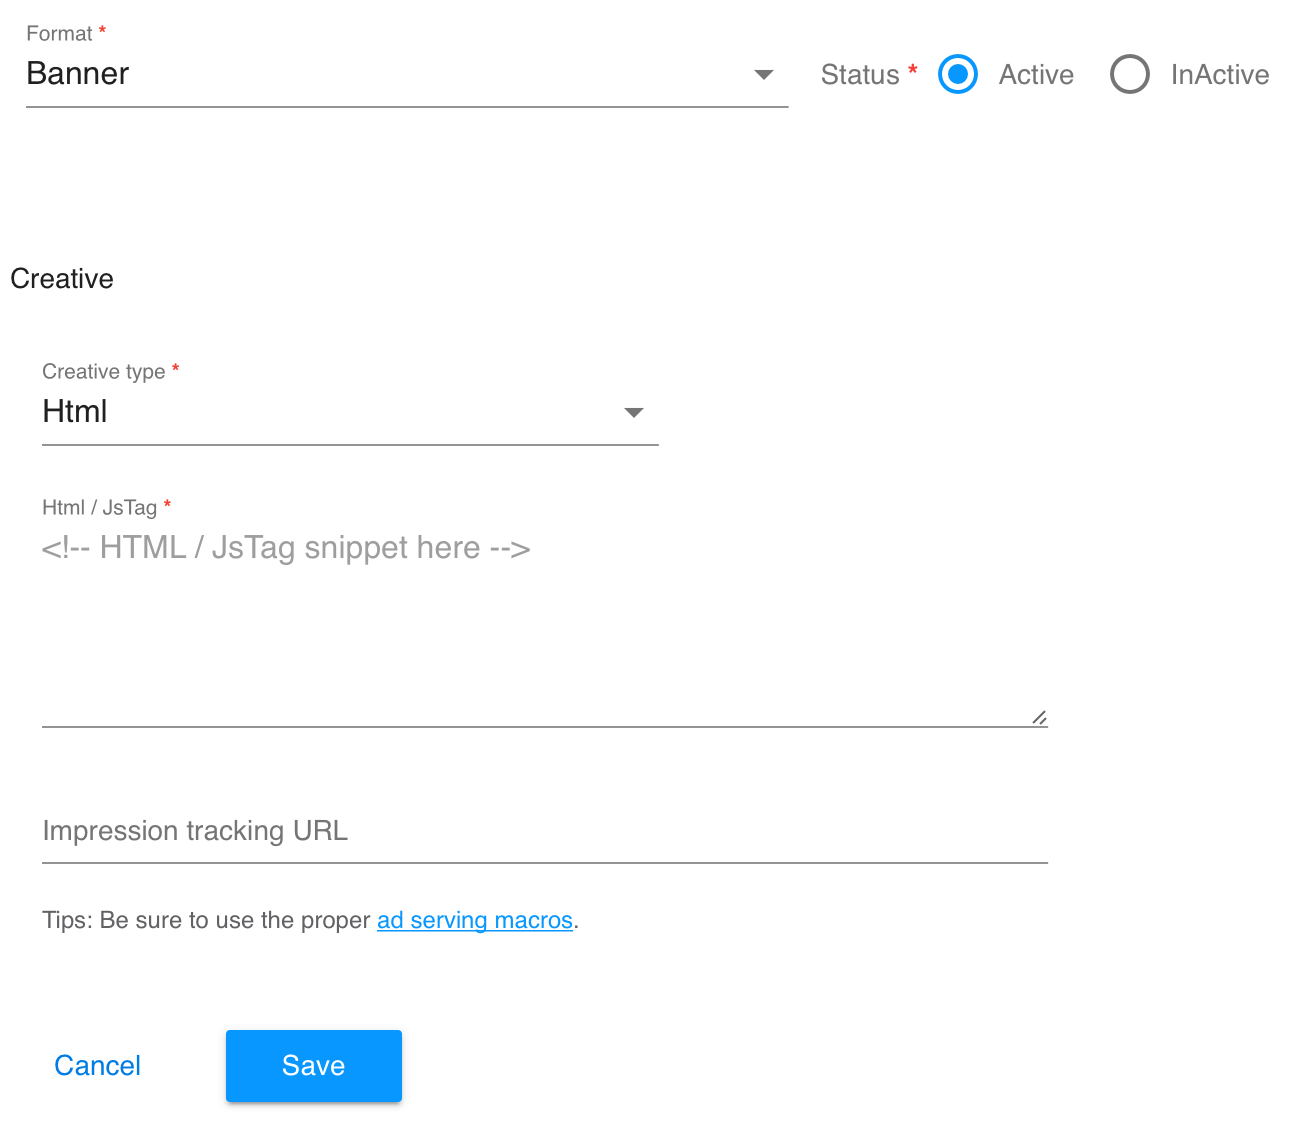 Format *
Banner
Status * Active InActive
Creative
Creative type *
Html
Html / JsTag *
<!-- HTML / JsTag snippet here -->
Impression tracking URL
Tips: Be sure to use the proper ad serving macros.
Cancel Save